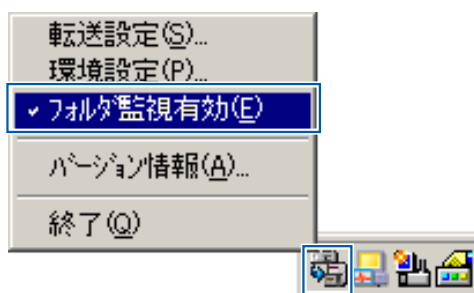 転送設定(S)...
環境設定(P)...
✓ フォルダ監視有効(E)
バージョン情報(A)...
終了(Q)